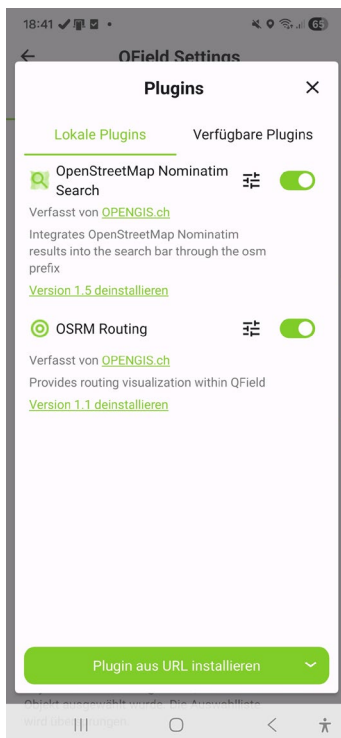 18:41
65
QField Settings
Plugins
Lokale Plugins
Verfügbare Plugins
OpenStreetMap Nominatim
Search
Verfasst von OPENGIS.ch
Integrates OpenStreetMap Nominatim
results into the search bar through the osm
prefix
Version 1.5 deinstallieren
OSRM Routing
Verfasst von OPENGIS.ch
Provides routing visualization within QField
Version 1.1 deinstallieren
Plugin aus URL installieren
Objekt ausgewählt wurde. Die Auswahlliste
wird übersprungen.